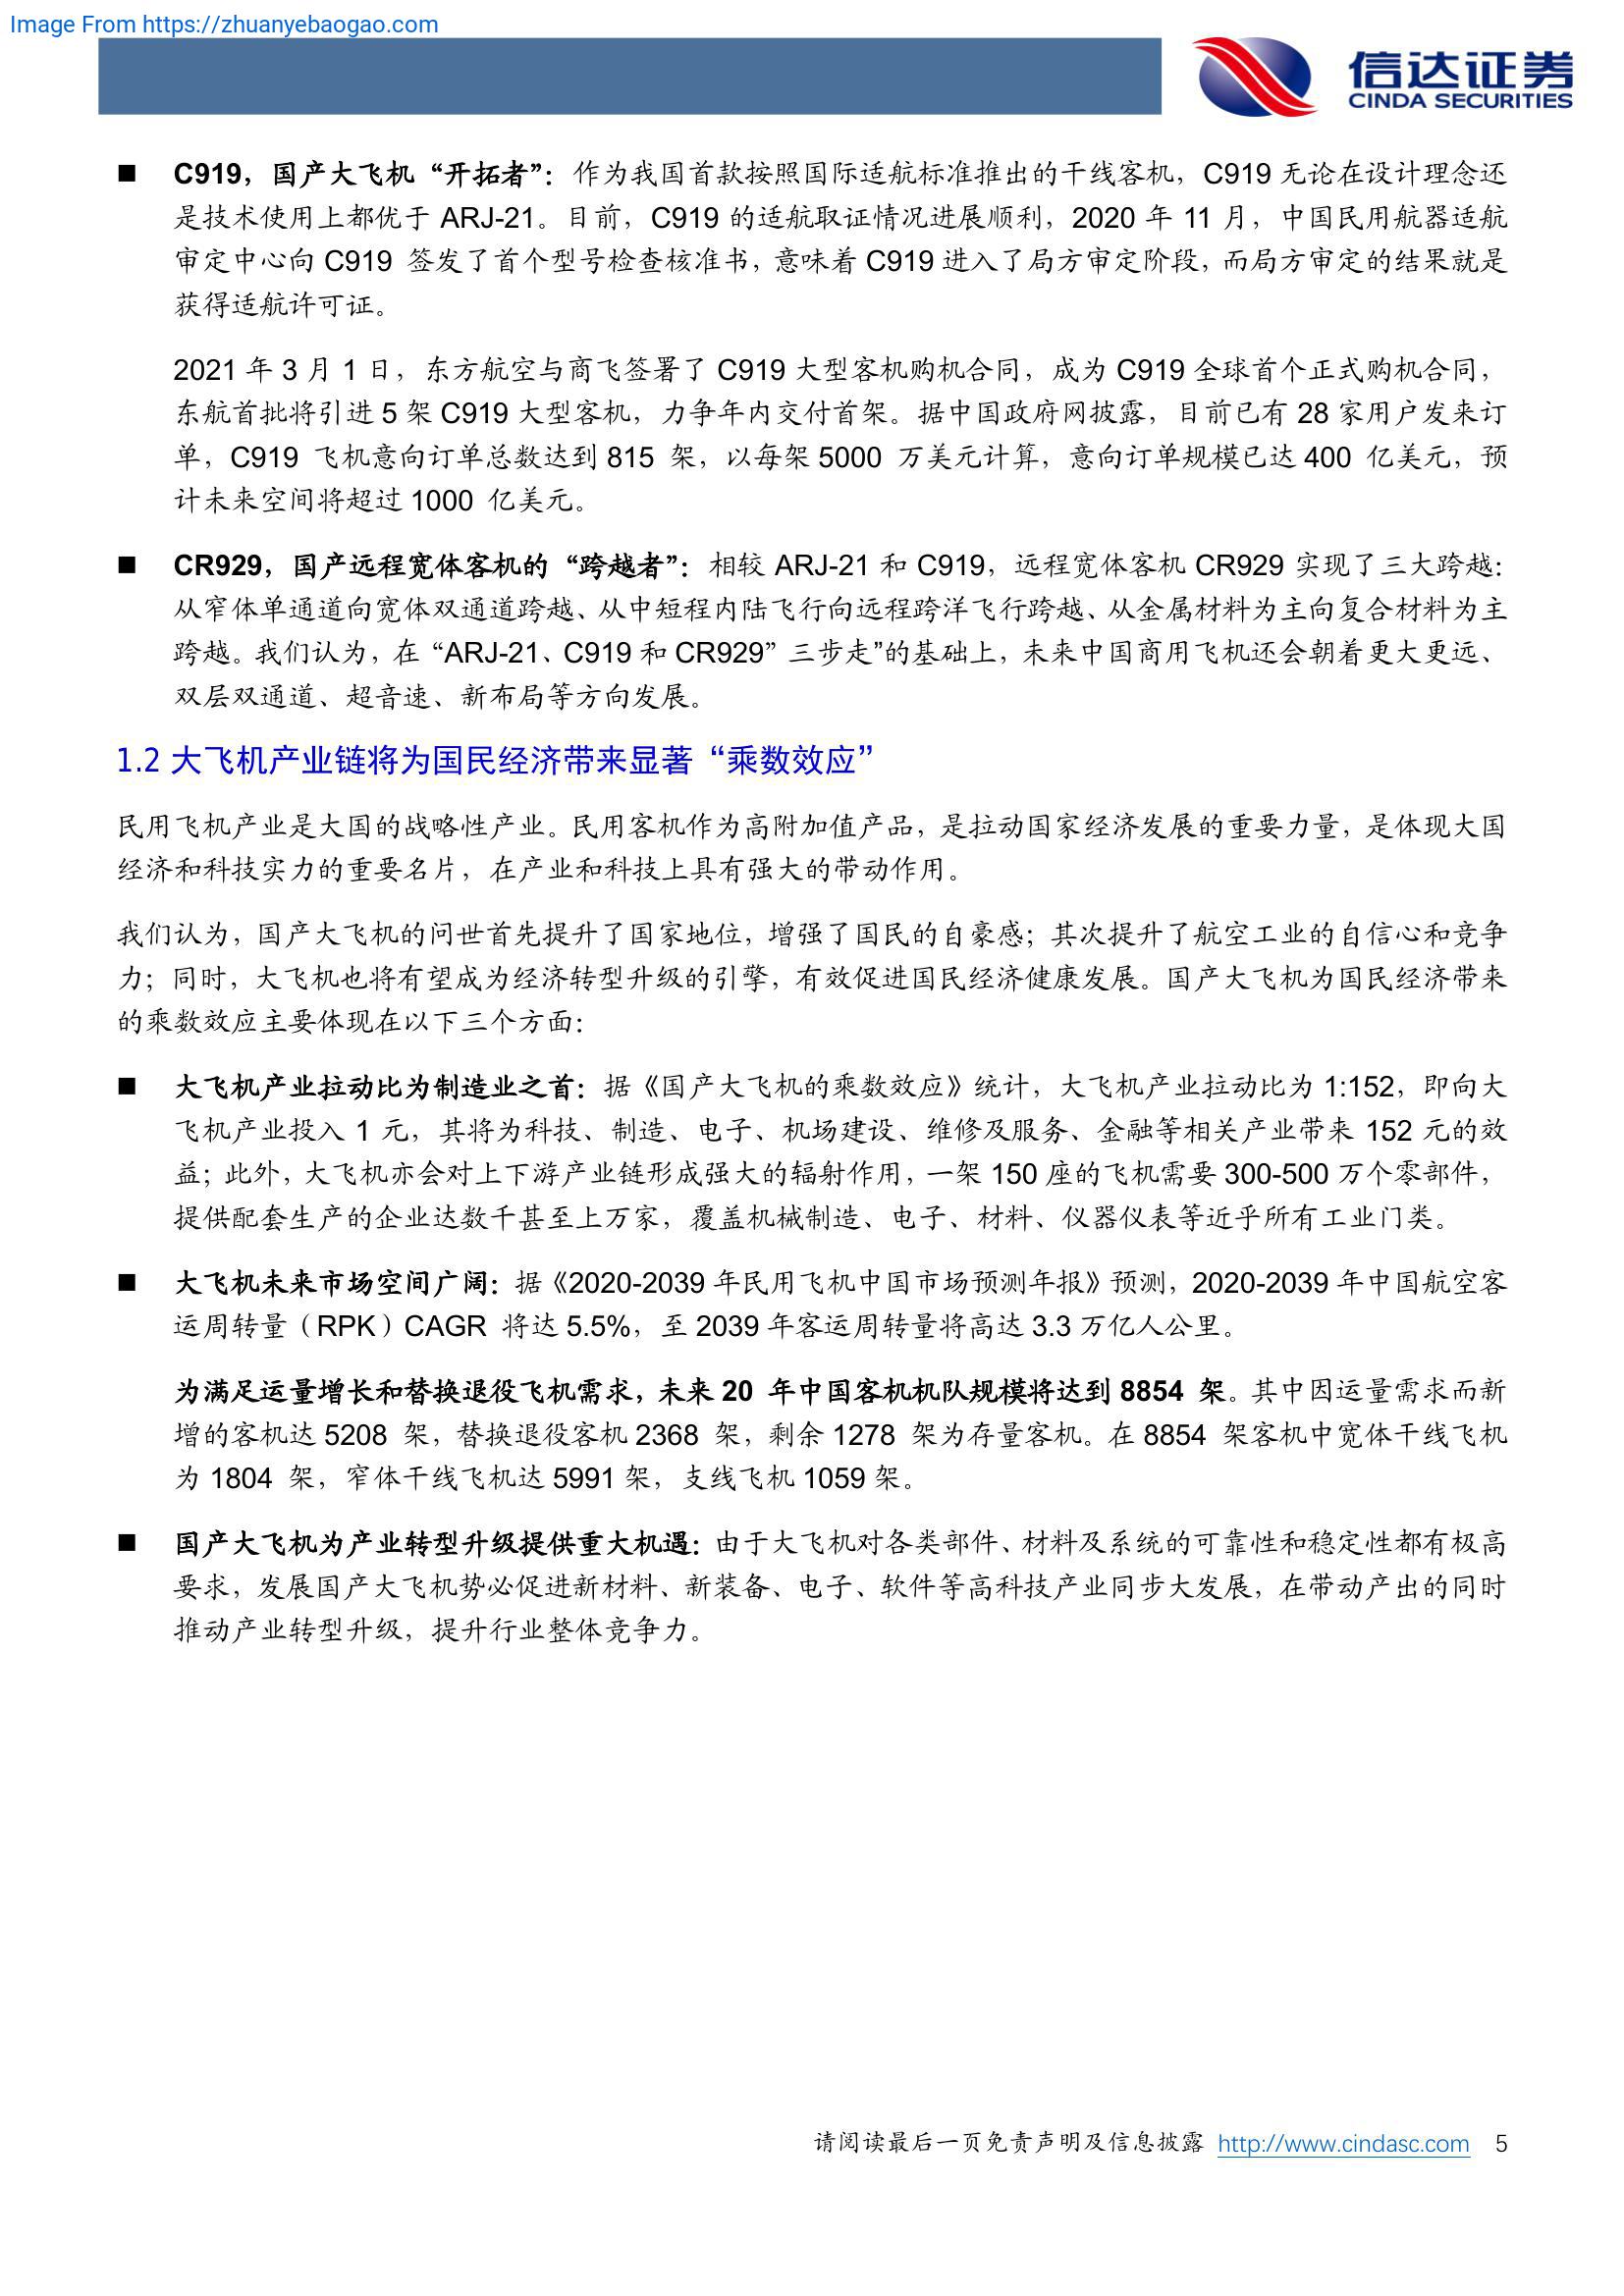 Image From https://zhuanyebaogao.com
信达证券
CINDA SECURITIES
■ C919，国产大飞机“开拓者”：作为我国首款按照国际适航标准推出的干线客机，C919 无论在设计理念还
是技术使用上都优于 ARJ-21。目前，C919 的适航取证情况进展顺利，2020 年 11 月，中国民用航器适航
审定中心向 C919 签发了首个型号检查核准书，意味着 C919 进入了局方审定阶段，而局方审定的结果就是
获得适航许可证。
2021 年 3 月 1 日，东方航空与商飞签署了 C919 大型客机购机合同，成为 C919 全球首个正式购机合同，
东航首批将引进 5 架 C919 大型客机，力争年内交付首架。据中国政府网披露，目前已有 28 家用户发来订
单，C919 飞机意向订单总数达到 815 架，以每架 5000 万美元计算，意向订单规模已达 400 亿美元，预
计未来空间将超过 1000 亿美元。
■ CR929，国产远程宽体客机的“跨越者”：相较 ARJ-21 和 C919，远程宽体客机 CR929 实现了三大跨越：
从窄体单通道向宽体双通道跨越、从中短程内陆飞行向远程跨洋飞行跨越、从金属材料为主向复合材料为主
跨越。我们认为，在“ARJ-21、C919 和 CR929”三步走”的基础上，未来中国商用飞机还会朝着更大更远、
双层双通道、超音速、新布局等方向发展。
1.2 大飞机产业链将为国民经济带来显著“乘数效应”
民用飞机产业是大国的战略性产业。民用客机作为高附加值产品，是拉动国家经济发展的重要力量，是体现大国
经济和科技实力的重要名片，在产业和科技上具有强大的带动作用。
我们认为，国产大飞机的问世首先提升了国家地位，增强了国民的自豪感；其次提升了航空工业的自信心和竞争
力；同时，大飞机也将有望成为经济转型升级的引擎，有效促进国民经济健康发展。国产大飞机为国民经济带来
的乘数效应主要体现在以下三个方面：
■ 大飞机产业拉动比为制造业之首：据《国产大飞机的乘数效应》统计，大飞机产业拉动比为 1:152，即向大
飞机产业投入 1 元，其将为科技、制造、电子、机场建设、维修及服务、金融等相关产业带来 152 元的效
益；此外，大飞机亦会对上下游产业链形成强大的辐射作用，一架 150 座的飞机需要 300-500 万个零部件，
提供配套生产的企业达数千甚至上万家，覆盖机械制造、电子、材料、仪器仪表等近乎所有工业门类。
■ 大飞机未来市场空间广阔：据《2020-2039 年民用飞机中国市场预测年报》预测，2020-2039 年中国航空客
运周转量（RPK）CAGR 将达 5.5%，至 2039 年客运周转量将高达 3.3 万亿人公里。
为满足运量增长和替换退役飞机需求，未来 20 年中国客机机队规模将达到 8854 架。其中因运量需求而新
增的客机达 5208 架，替换退役客机 2368 架，剩余 1278 架为存量客机。在 8854 架客机中宽体干线飞机
为 1804 架，窄体干线飞机达 5991 架，支线飞机 1059 架。
■ 国产大飞机为产业转型升级提供重大机遇：由于大飞机对各类部件、材料及系统的可靠性和稳定性都有极高
要求，发展国产大飞机势必促进新材料、新装备、电子、软件等高科技产业同步大发展，在带动产出的同时
推动产业转型升级，提升行业整体竞争力。
请阅读最后一页免责声明及信息披露 http://www.cindasc.com 5